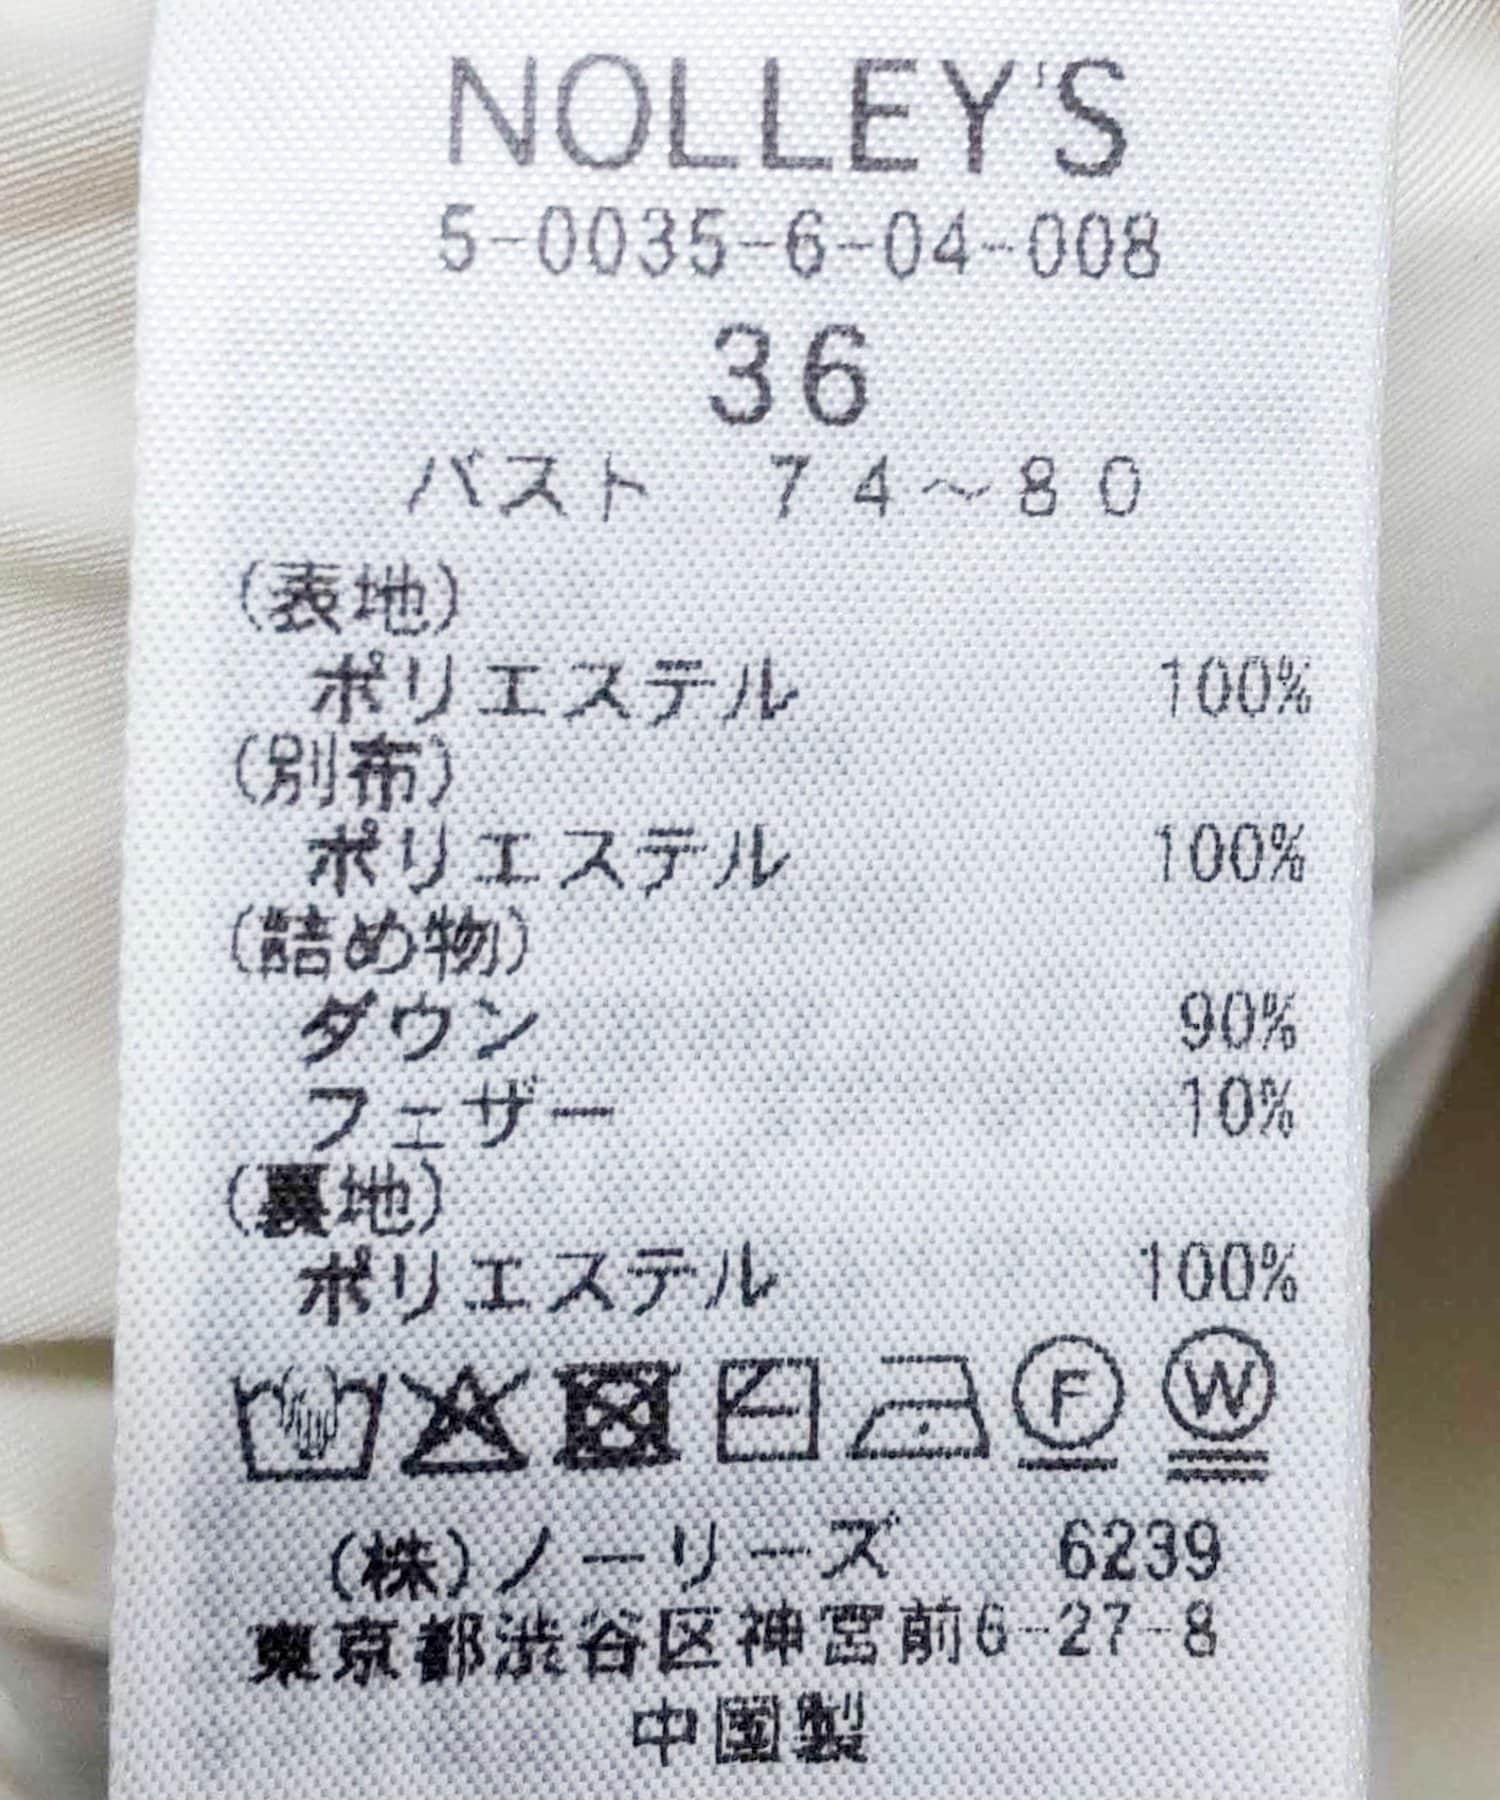 NOLLEY'S
5-0035-6-04-008
36
バスト 74～80
(表地)
ポリエステル 100%
(別布)
ポリエステル 100%
(詰め物)
ダウン 90%
フェザー 10%
(裏地)
ポリエステル 100%
F W
(株)ノーリーズ 6239
東京都渋谷区神宮前6-27-8
中国製